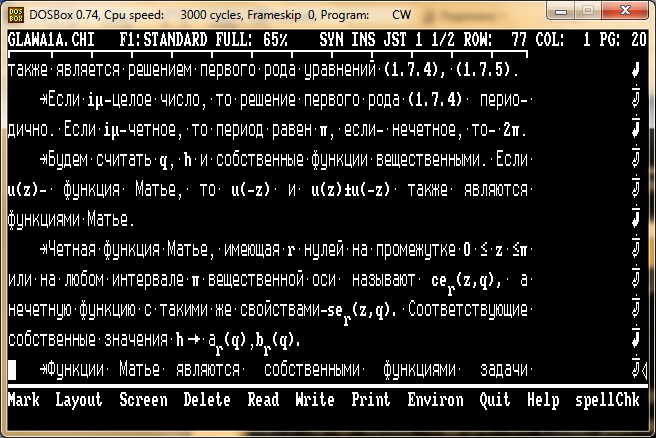 DOSBox 0.74, Cpu speed: 3000 cycles, Frameskip 0, Program: CW
GLAWA1A.CHI F1:STANDARD FULL: 65% SYN INS JST 1 1/2 ROW: 77 COL: 1 PG: 20
также является решением первого рода уравнений (1.7.4), (1.7.5).
Если iμ-целое число, то решение первого рода (1.7.4) перио-
дично. Если iμ-четное, то период равен π, если- нечетное, то- 2π.
Будем считать q, h и собственные функции вещественными. Если
u(z)- функция Матье, то u(-z) и u(z)±u(-z) также являются
функциями Матье.
Четная функция Матье, имеющая r нулей на промежутке 0 ≤ z ≤π
или на любом интервале π вещественной оси называют ce_r(z,q), а
нечетную функцию с такими же свойствами-se_r(z,q). Соответствующие
собственные значения h → a_r(q),b_r(q).
Функции Матье являются собственными функциями задачи
Mark Layout Screen Delete Read Write Print Environ Quit Help spellChk